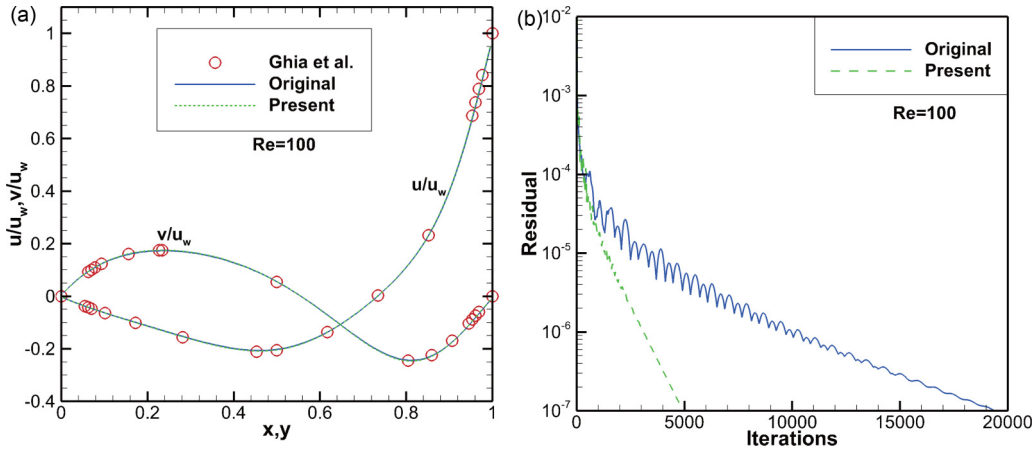 (a)
1
0.8
0.6
0.4
0.2
0
-0.2
-0.4
u/u_w,v/u_w
Ghia et al.
Original
Present
Re=100
u/u_w
v/u_w
0 0.2 0.4 0.6 0.8 1
x,y
(b)
10^-2
10^-3
10^-4
10^-5
10^-6
10^-7
Residual
Original
Present
Re=100
0 5000 10000 15000 20000
Iterations